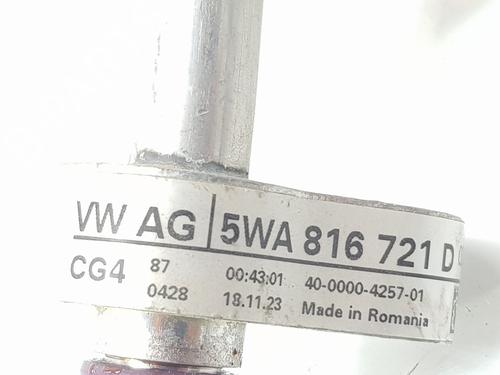 VW AG 5WA 816 721 D
CG4 87 00:43:01 40-0000-4257-01
0428 18.11.23 Made in Romania